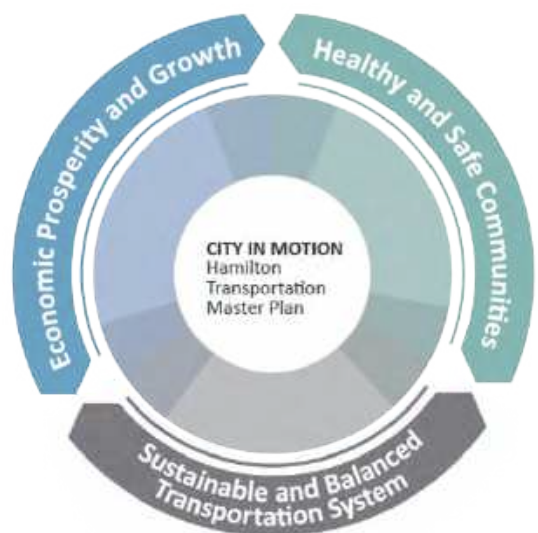 Economic Prosperity and Growth
Healthy and Safe Communities
CITY IN MOTION
Hamilton
Transportation
Master Plan
Sustainable and Balanced
Transportation System